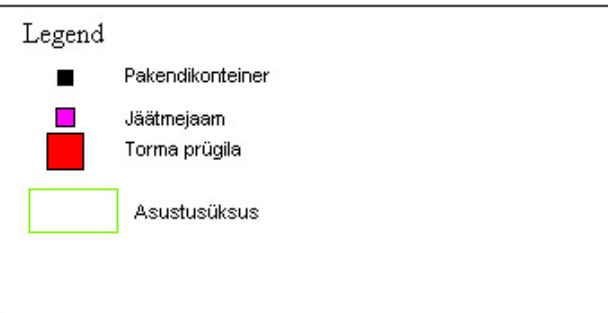 Legend
Pakendikonteiner
Jäätmejaam
Torma prügila
Asustusüksus